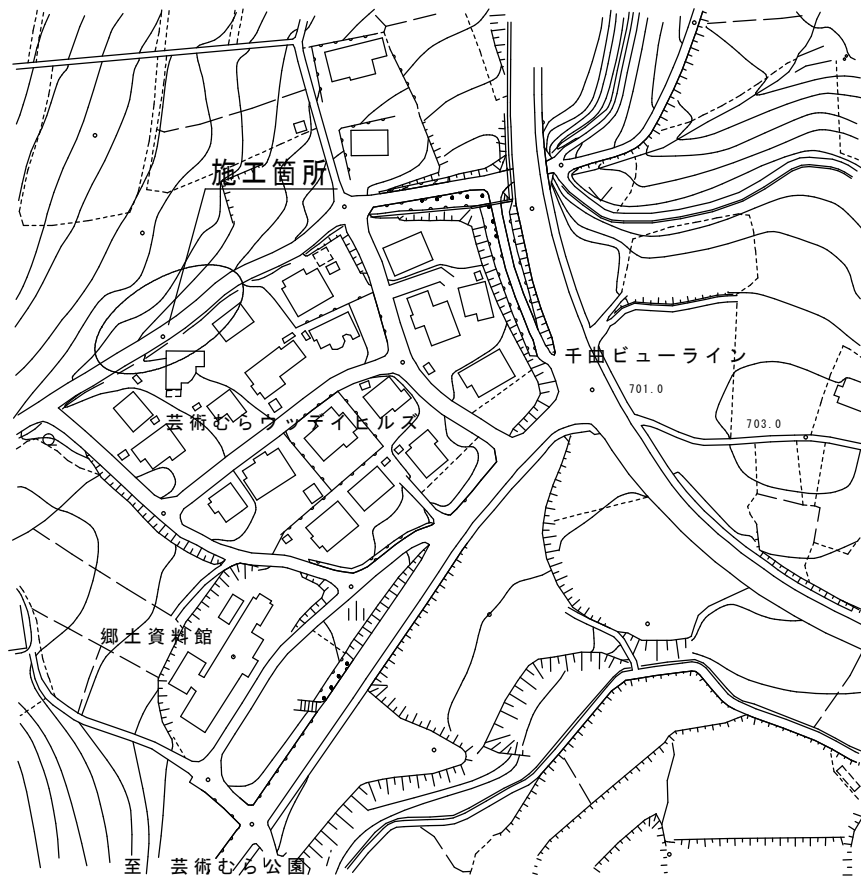 施工箇所
千曲ビューライン
701.0
703.0
芸術むらウッデイヒルズ
郷土資料館
至 芸術むら公園